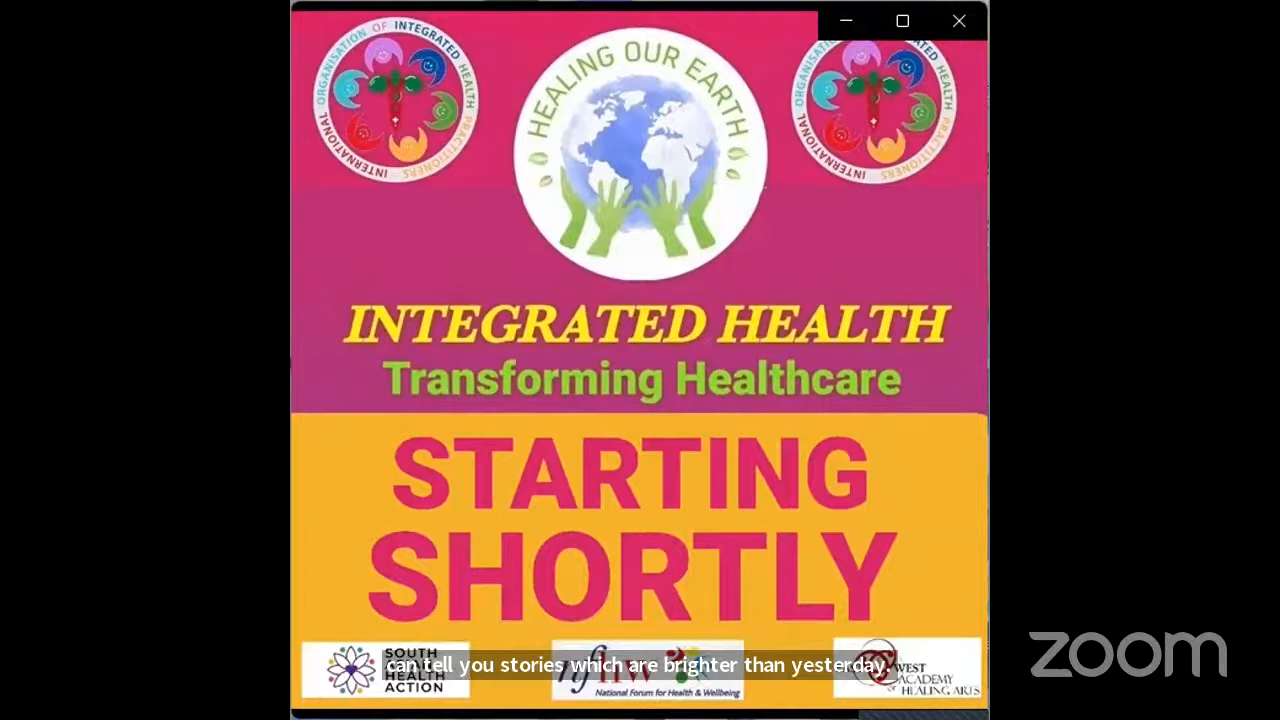 INTERNATIONAL ORGANISATION OF INTEGRATED HEALTH PRACTITIONERS
HEALING OUR EARTH
INTERNATIONAL ORGANISATION INTEGRATED HEALTH PRACTITIONERS
INTEGRATED HEALTH
Transforming Healthcare
STARTING
SHORTLY
SOUTH
HEALTH
ACTION
nfhw
National Forum for Health & Wellbeing
WEST
ACADEMY
OF HEALING ARTS
can tell you stories which are brighter than yesterday.
zoom